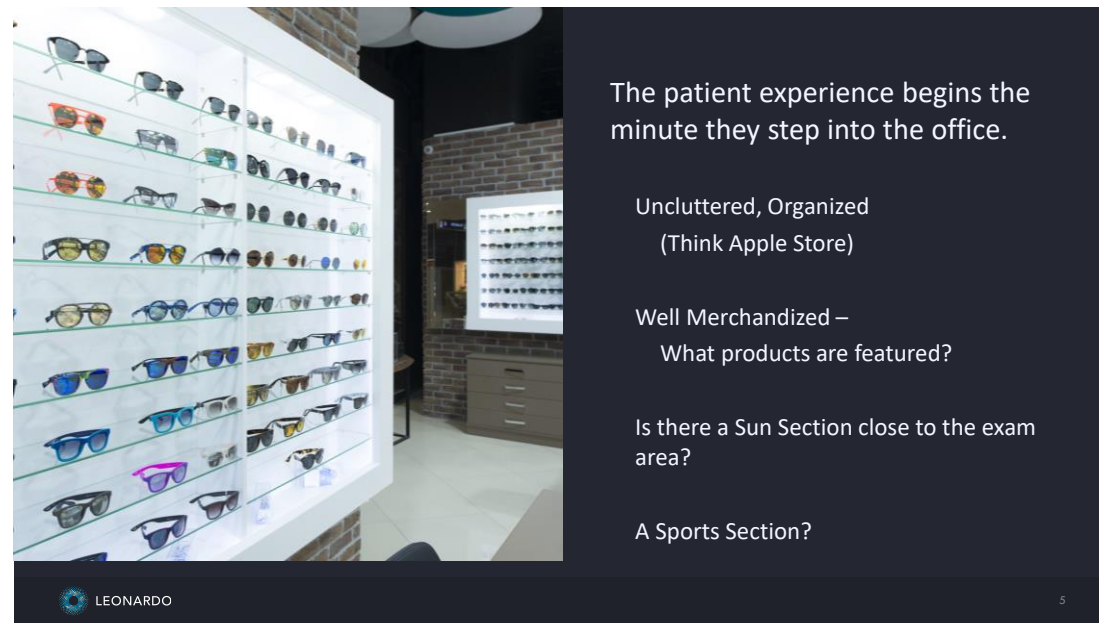 The patient experience begins the
minute they step into the office.
Uncluttered, Organized
(Think Apple Store)
Well Merchandized –
What products are featured?
Is there a Sun Section close to the exam
area?
A Sports Section?
LEONARDO
5